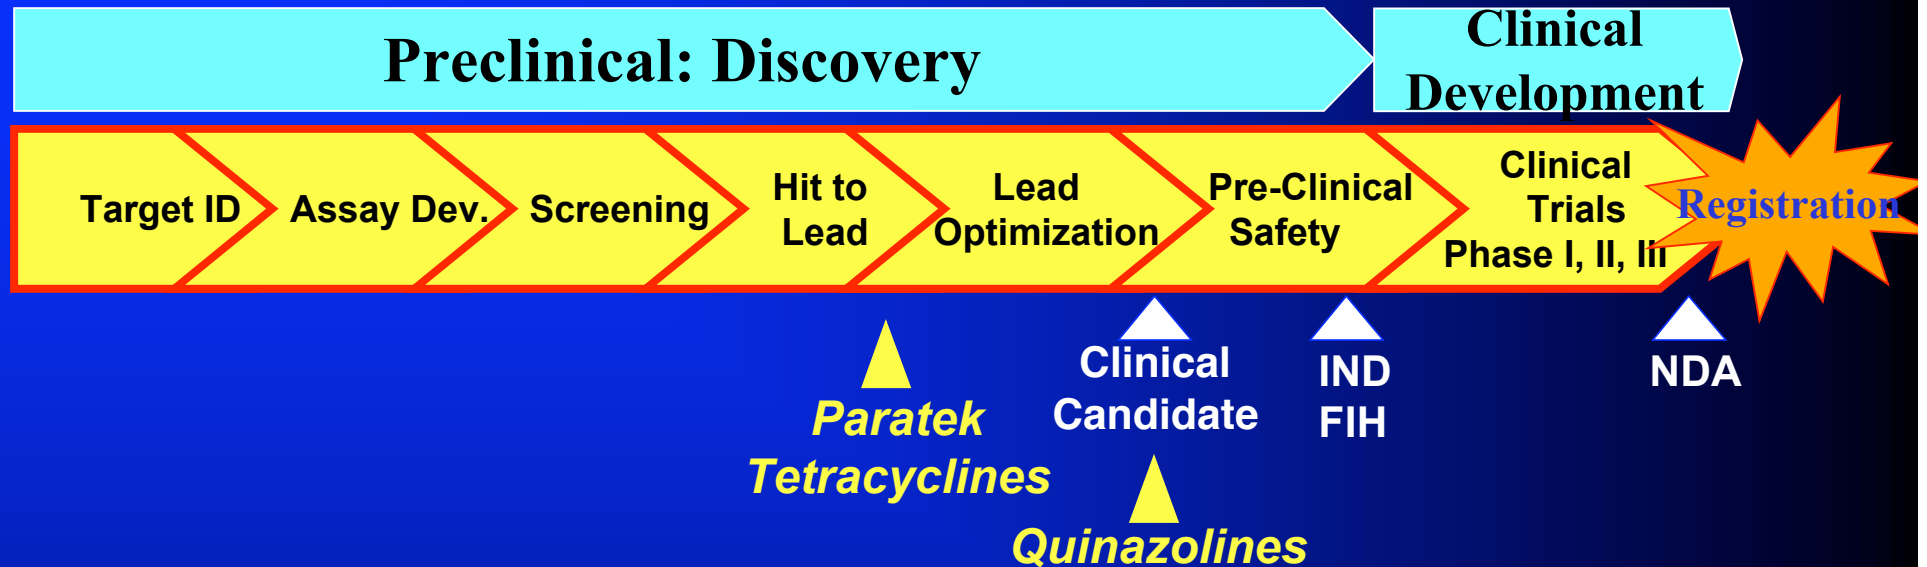 Preclinical: Discovery
Clinical
Development
Target ID
Assay Dev.
Screening
Hit to
Lead
Lead
Optimization
Pre-Clinical
Safety
Clinical
Trials
Phase I, II, III
Registration
Paratek
Tetracyclines
Clinical
Candidate
Quinazolines
IND
FIH
NDA